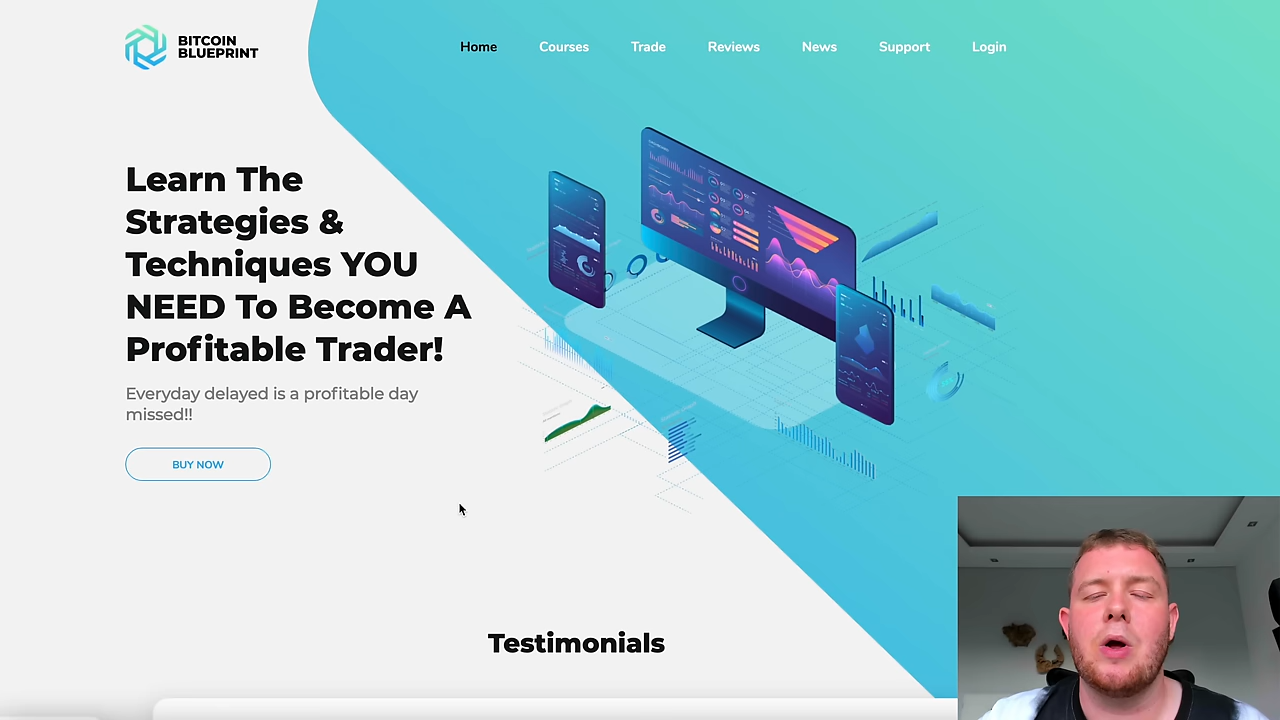 BITCOIN
BLUEPRINT
Home Courses Trade Reviews News Support Login
Learn The
Strategies &
Techniques YOU
NEED To Become A
Profitable Trader!
Everyday delayed is a profitable day
missed!!
BUY NOW
Testimonials